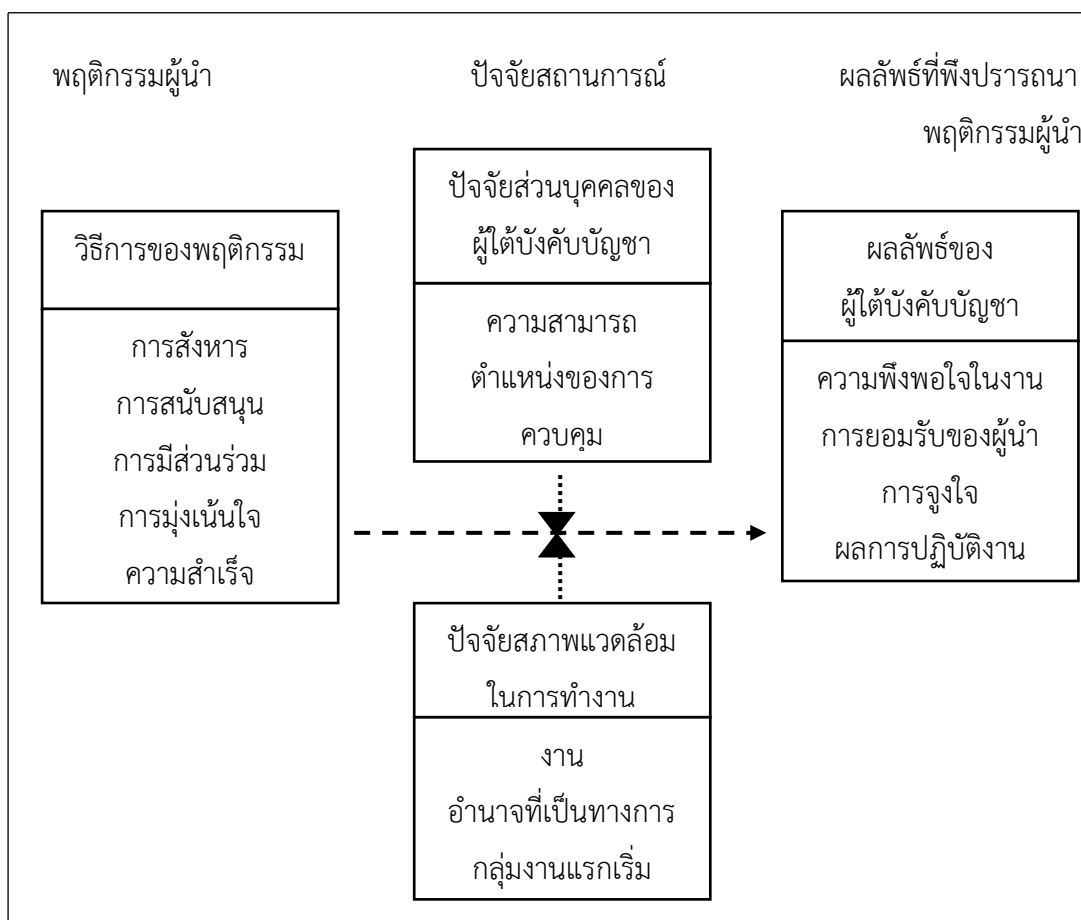 พฤติกรรมผู้นำ
ปัจจัยสถานการณ์
ผลลัพธ์ที่พึงปรารถนา
พฤติกรรมผู้นำ
วิธีการของพฤติกรรม
การสังหาร
การสนับสนุน
การมีส่วนร่วม
การมุ่งเน้นใจ
ความสำเร็จ
ปัจจัยส่วนบุคคลของ
ผู้ใต้บังคับบัญชา
ความสามารถ
ตำแหน่งของการ
ควบคุม
ปัจจัยสภาพแวดล้อม
ในการทำงาน
งาน
อำนาจที่เป็นทางการ
กลุ่มงานแรกเริ่ม
ผลลัพธ์ของ
ผู้ใต้บังคับบัญชา
ความพึงพอใจในงาน
การยอมรับของผู้นำ
การจูงใจ
ผลการปฏิบัติงาน